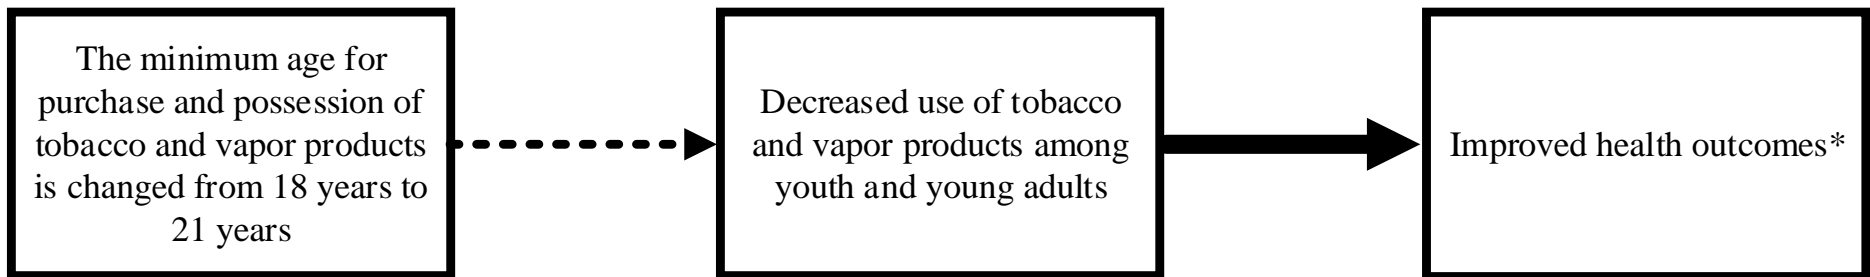 The minimum age for
purchase and possession of
tobacco and vapor products
is changed from 18 years to
21 years
Decreased use of tobacco
and vapor products among
youth and young adults
Improved health outcomes*